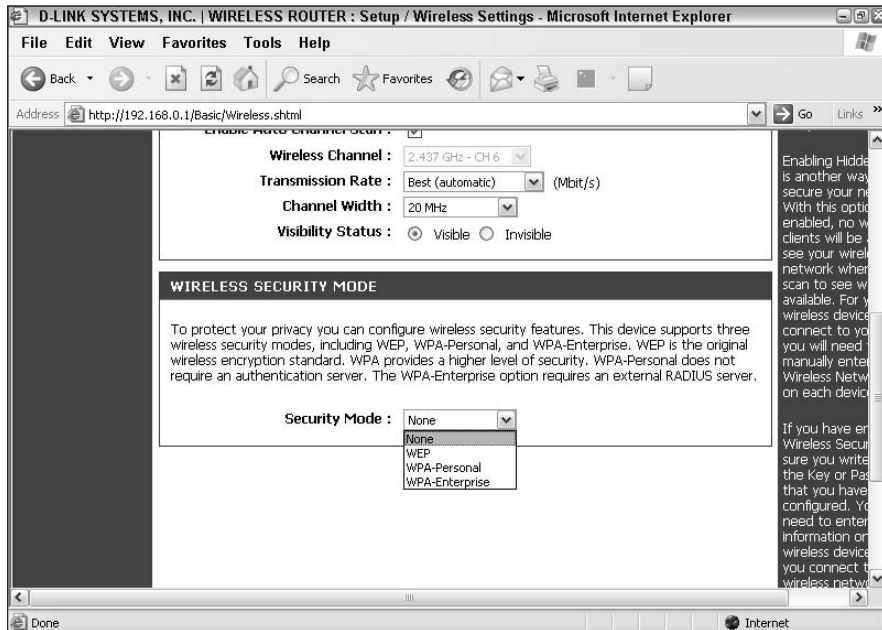 D-LINK SYSTEMS, INC. | WIRELESS ROUTER : Setup / Wireless Settings - Microsoft Internet Explorer
File Edit View Favorites Tools Help
Back Search Favorites
Address http://192.168.0.1/Basic/Wireless.shtml Go Links »
Enable Auto Channel Scan :
Wireless Channel : 2.437 GHz - CH 6
Transmission Rate : Best (automatic) (Mbit/s)
Channel Width : 20 MHz
Visibility Status : Visible Invisible
WIRELESS SECURITY MODE
To protect your privacy you can configure wireless security features. This device supports three
wireless security modes, including WEP, WPA-Personal, and WPA-Enterprise. WEP is the original
wireless encryption standard. WPA provides a higher level of security. WPA-Personal does not
require an authentication server. The WPA-Enterprise option requires an external RADIUS server.
Security Mode : None
None
WEP
WPA-Personal
WPA-Enterprise
Enabling Hidde
is another way
secure your ne
With this optio
enabled, no w
clients will be
see your wirel
network when
scan to see w
available. For y
wireless device
connect to yo
you will need
manually enter
Wireless Netw
on each device
If you have en
Wireless Secur
sure you write
the Key or Pas
that you have
configured. Yo
need to enter
information on
wireless device
you connect t
wireless netwo
Done Internet